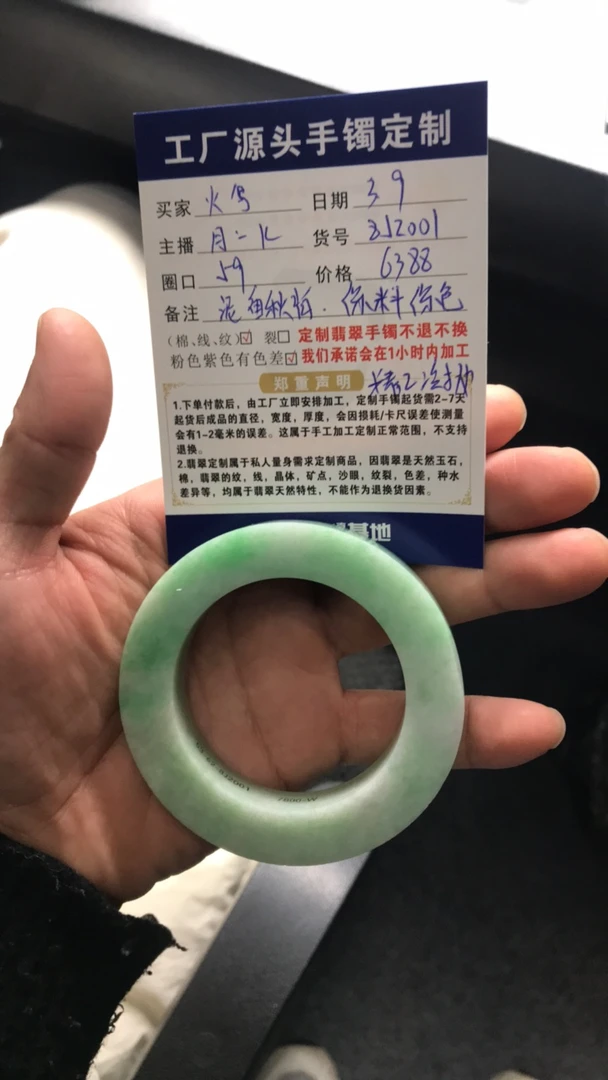 工厂源头手镯定制
买家 日期 3 9
主播 月二 货号 212001
圈口 59 价格 6388
备注 保料保色
(棉、线、纹)☑ 裂☐ 定制翡翠手镯不退不换
粉色紫色有色差☑ 我们承诺会在1小时内加工
郑重声明
1.下单付款后,由工厂立即安排加工,定制手镯起货需2-7天
起货后成品的直径,宽度,厚度,会因损耗/卡尺误差使测量
会有1-2毫米的误差。这属于手工加工定制正常范围,不支持
退换。
2.翡翠定制属于私人量身需求定制商品,因翡翠是天然玉石,
棉,翡翠的纹,线,晶体,矿点,沙眼,纹裂,色差,种水
差异等,均属于翡翠天然特性,不能作为退换货因素。
基地